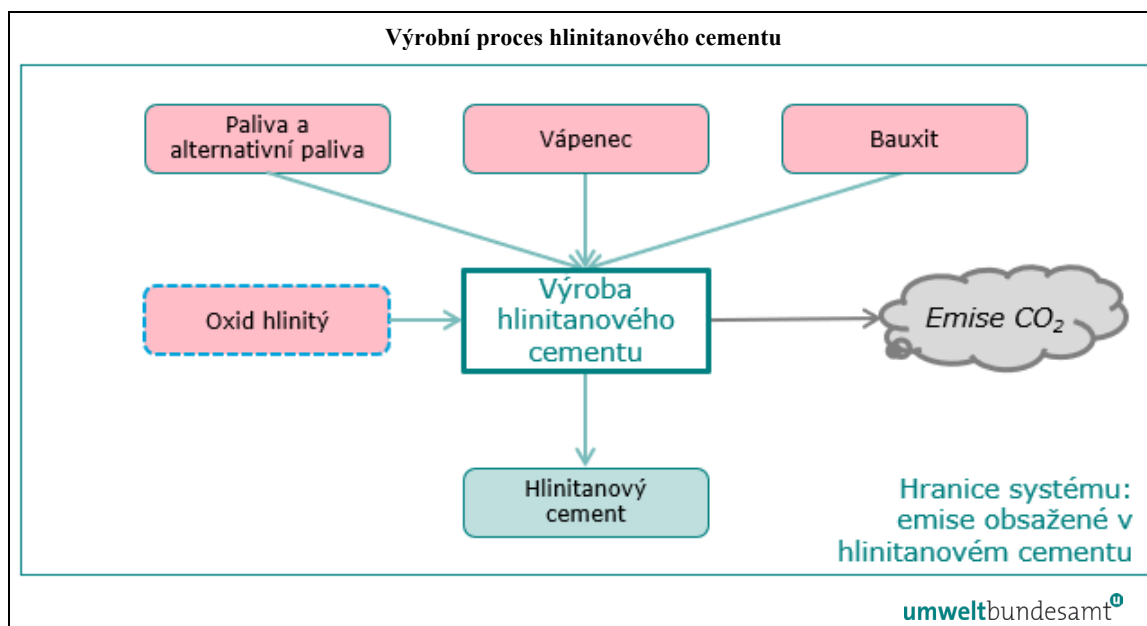 Výrobní proces hlinitanového cementu
Paliva a
alternativní paliva
Vápenec
Bauxit
Oxid hlinitý
Výroba
hlinitanového
cementu
Emise CO₂
Hlinitanový
cement
Hranice systému:
emise obsažené v
hlinitanovém cementu
umweltbundesamt
u